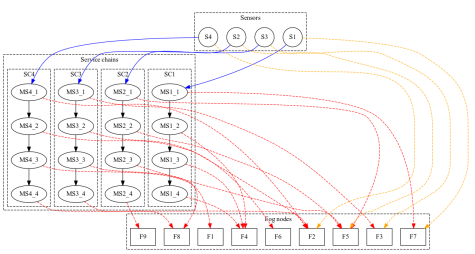 Sensors
S4 S2 S3 S1
Service chains
SC4 SC3 SC2 SC1
MS4_1 MS3_1 MS2_1 MS1_1
MS4_2 MS3_2 MS2_2 MS1_2
MS4_3 MS3_3 MS2_3 MS1_3
MS4_4 MS3_4 MS2_4 MS1_4
Fog nodes
F9 F8 F1 F4 F6 F2 F5 F3 F7